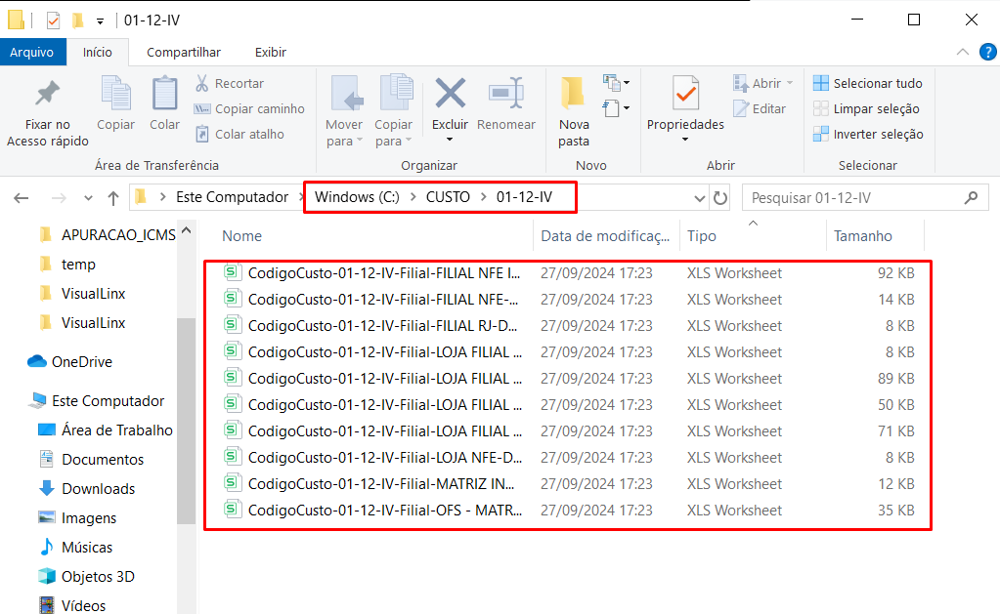 01-12-IV
Arquivo Início Compartilhar Exibir
Fixar no
Acesso rápido
Copiar
Colar
Recortar
Copiar caminho
Colar atalho
Área de Transferência
Mover
para
Copiar
para
Excluir
Renomear
Organizar
Nova
pasta
Novo
Propriedades
Abrir
Editar
Abrir
Selecionar tudo
Limpar seleção
Inverter seleção
Selecionar
Este Computador > Windows (C:) > CUSTO > 01-12-IV
Pesquisar 01-12-IV
APURACAO_ICMS
temp
VisualLinx
VisualLinx
OneDrive
Este Computador
Área de Trabalho
Documentos
Downloads
Imagens
Músicas
Objetos 3D
Vídeos
Nome Data de modificaç... Tipo Tamanho
CodigoCusto-01-12-IV-Filial-FILIAL NFE I... 27/09/2024 17:23 XLS Worksheet 92 KB
CodigoCusto-01-12-IV-Filial-FILIAL NFE-... 27/09/2024 17:23 XLS Worksheet 14 KB
CodigoCusto-01-12-IV-Filial-FILIAL RJ-D... 27/09/2024 17:23 XLS Worksheet 8 KB
CodigoCusto-01-12-IV-Filial-LOJA FILIAL ... 27/09/2024 17:23 XLS Worksheet 8 KB
CodigoCusto-01-12-IV-Filial-LOJA FILIAL ... 27/09/2024 17:23 XLS Worksheet 89 KB
CodigoCusto-01-12-IV-Filial-LOJA FILIAL ... 27/09/2024 17:23 XLS Worksheet 50 KB
CodigoCusto-01-12-IV-Filial-LOJA FILIAL ... 27/09/2024 17:23 XLS Worksheet 71 KB
CodigoCusto-01-12-IV-Filial-LOJA NFE-D... 27/09/2024 17:23 XLS Worksheet 8 KB
CodigoCusto-01-12-IV-Filial-MATRIZ IN... 27/09/2024 17:23 XLS Worksheet 12 KB
CodigoCusto-01-12-IV-Filial-OFS - MATR... 27/09/2024 17:23 XLS Worksheet 35 KB